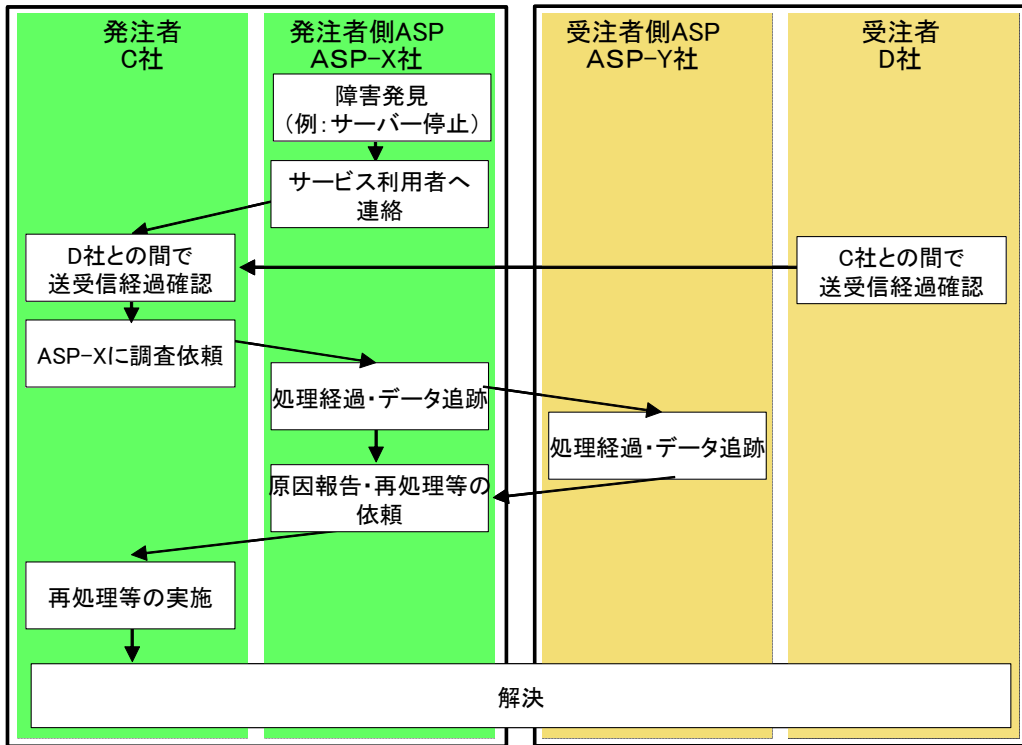 発注者
C社
発注者側ASP
ASP-X社
受注者側ASP
ASP-Y社
受注者
D社
障害発見
(例:サーバー停止)
サービス利用者へ
連絡
D社との間で
送受信経過確認
C社との間で
送受信経過確認
ASP-Xに調査依頼
処理経過・データ追跡
処理経過・データ追跡
原因報告・再処理等の
依頼
再処理等の実施
解決